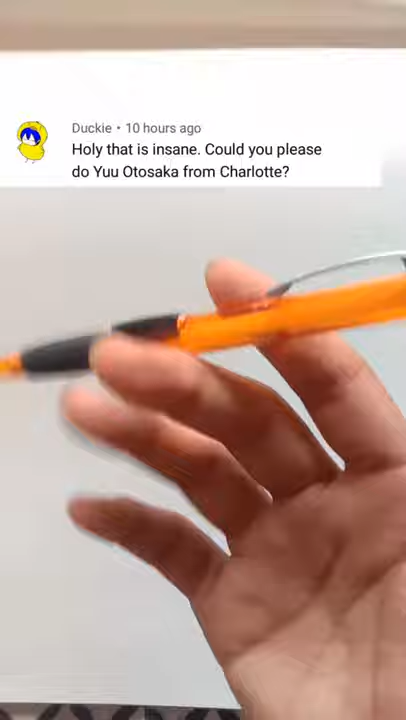 Duckie • 10 hours ago
Holy that is insane. Could you please
do Yuu Otosaka from Charlotte?